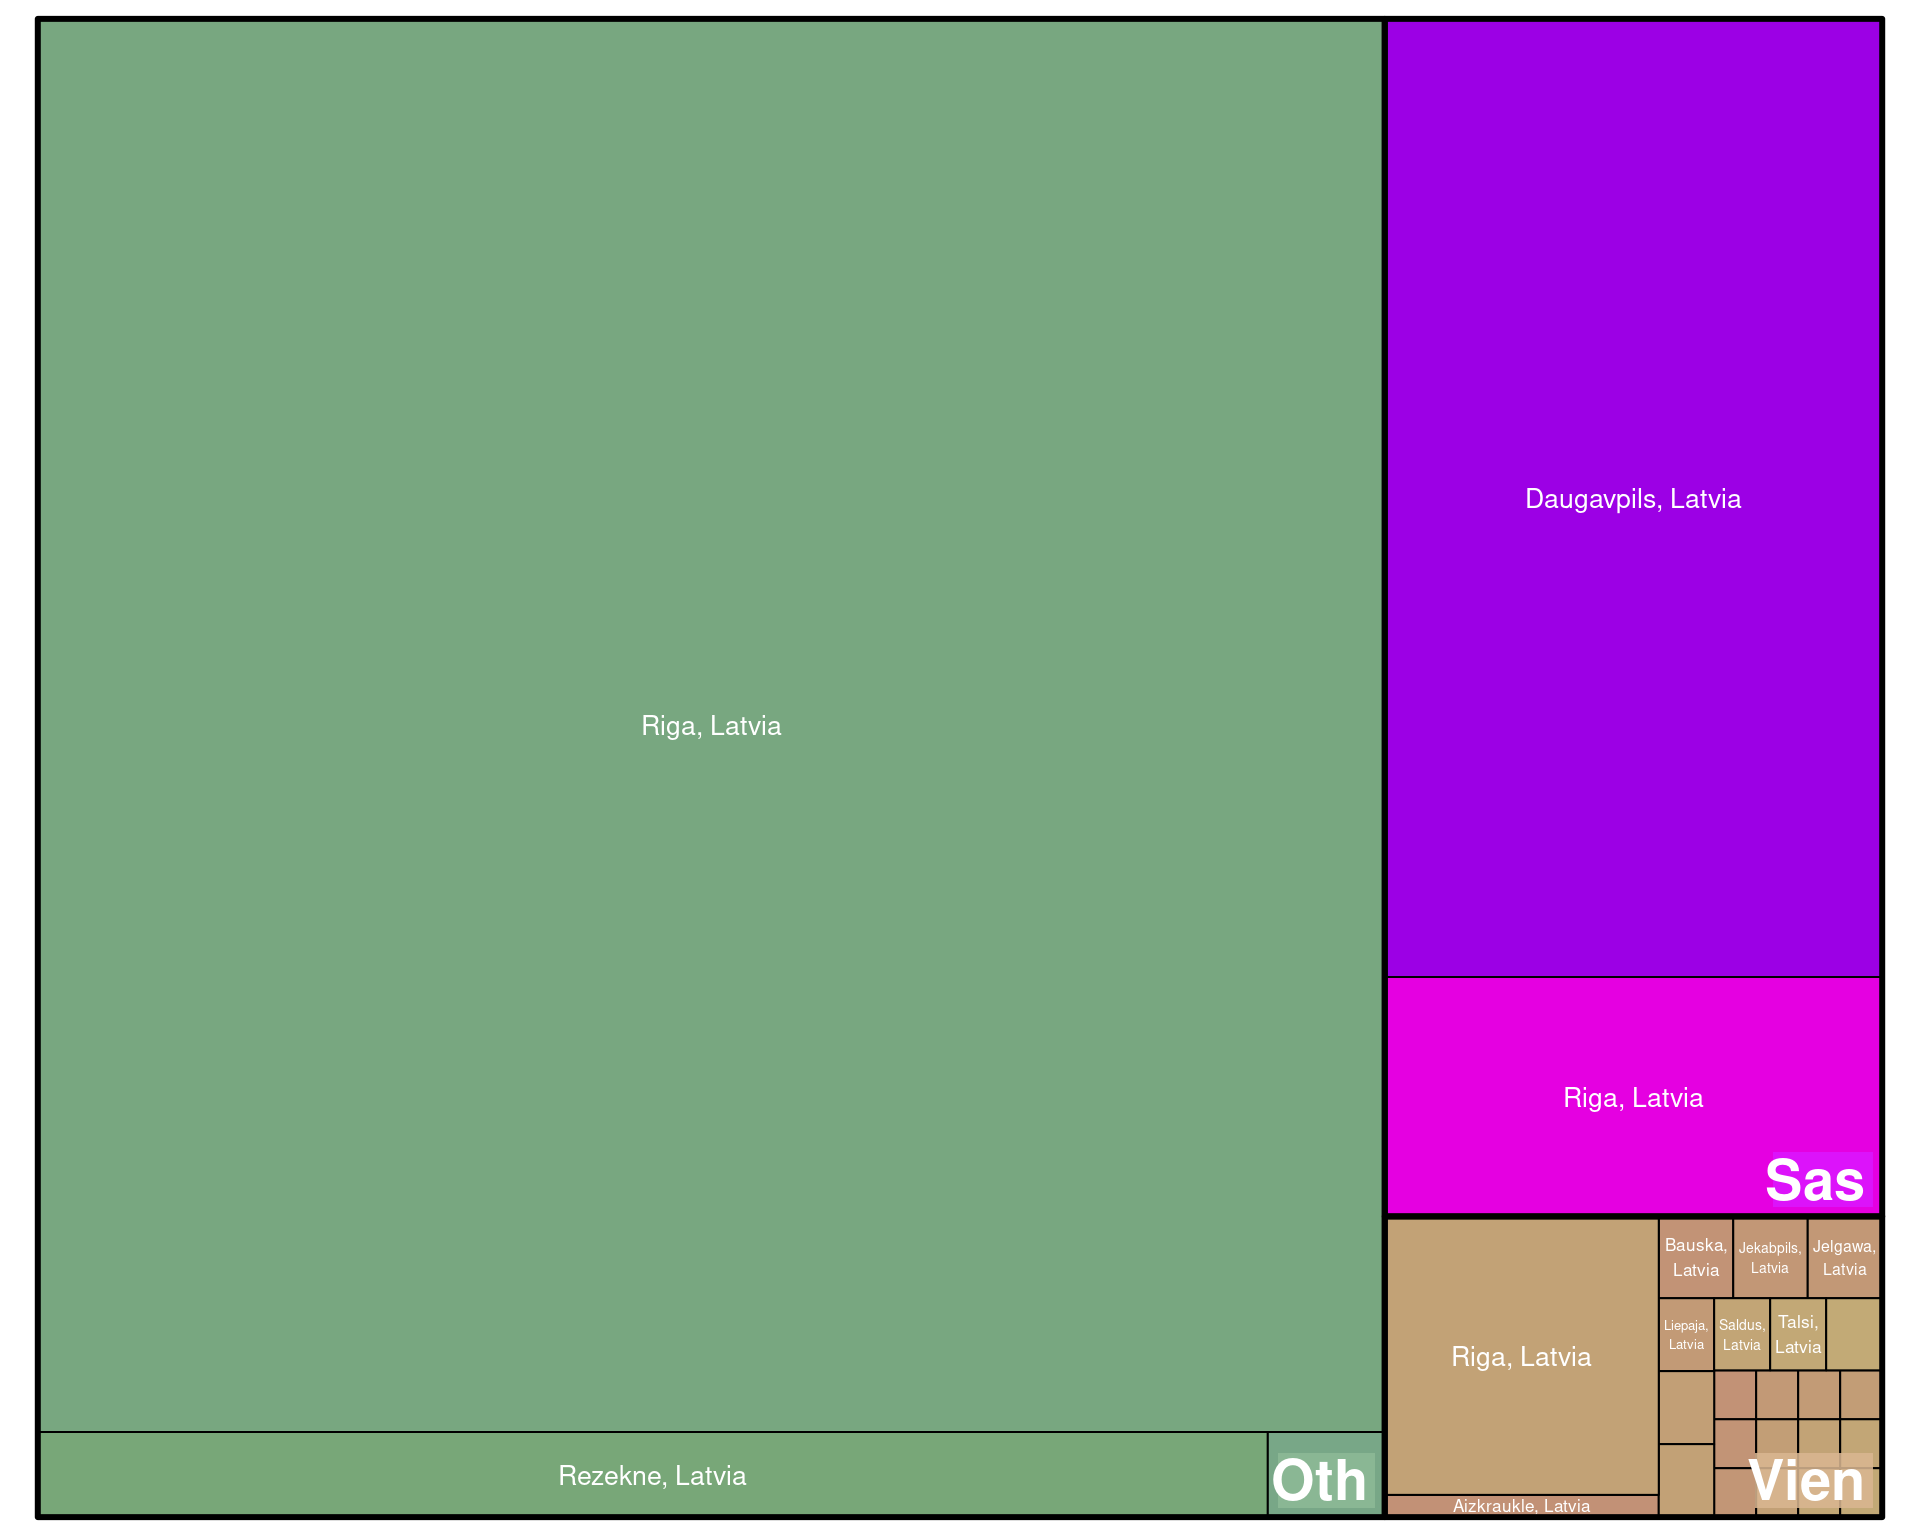 Riga, Latvia
Rezekne, Latvia
Oth
Daugavpils, Latvia
Riga, Latvia
Sas
Riga, Latvia
Aizkraukle, Latvia
Bauska,
Latvia
Jekabpils,
Latvia
Jelgawa,
Latvia
Liepaja,
Latvia
Saldus,
Latvia
Talsi,
Latvia
Vien